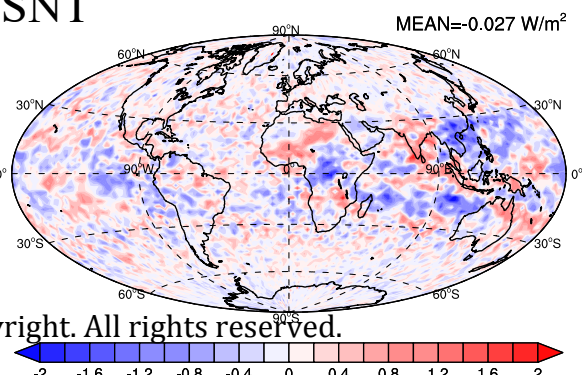 SNT
MEAN=-0.027 W/m²
90°N
60°N 60°N
30°N 30°N
90°W 0 90°E
0°
30°S 30°S
60°S 60°S
90°S
yright. All rights reserved.
-2 -1.6 -1.2 -0.8 -0.4 0 0.4 0.8 1.2 1.6 2